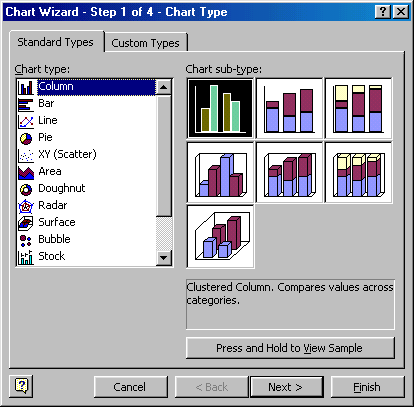 Chart Wizard - Step 1 of 4 - Chart Type
Standard Types
Custom Types
Chart type:
Column
Bar
Line
Pie
XY (Scatter)
Area
Doughnut
Radar
Surface
Bubble
Stock
Chart sub-type:
Clustered Column. Compares values across
categories.
Press and Hold to View Sample
Cancel
< Back
Next >
Finish